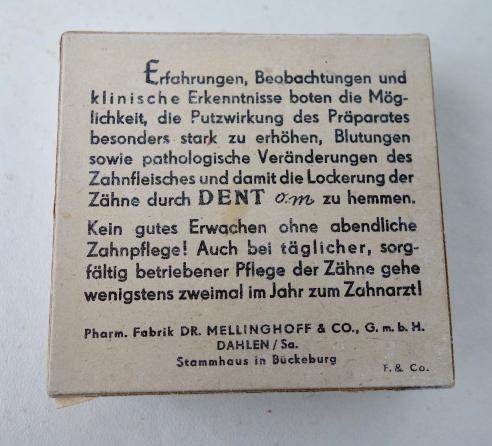 Erfahrungen, Beobachtungen und
klinische Erkenntnisse boten die Mög-
lichkeit, die Putzwirkung des Präparates
besonders stark zu erhöhen, Blutungen
sowie pathologische Veränderungen des
Zahnfleisches und damit die Lockerung der
Zähne durch DENT o.m zu hemmen.
Kein gutes Erwachen ohne abendliche
Zahnpflege! Auch bei täglicher, sorg-
fältig betriebener Pflege der Zähne gehe
wenigstens zweimal im Jahr zum Zahnarzt!
Pharm. Fabrik DR. MELLINGHOFF & CO., G. m. b. H.
DAHLEN/Sa.
Stammhaus in Bückeburg
F. & Co.